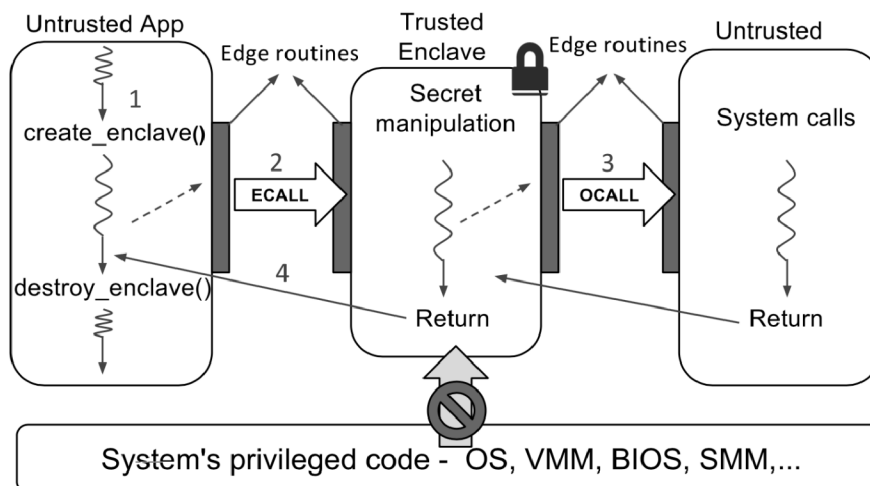 Untrusted App
Edge routines
Trusted
Enclave
Edge routines
Untrusted
1
create_enclave()
2
ECALL
Secret
manipulation
3
OCALL
System calls
destroy_enclave()
4
Return
Return
System's privileged code - OS, VMM, BIOS, SMM,...